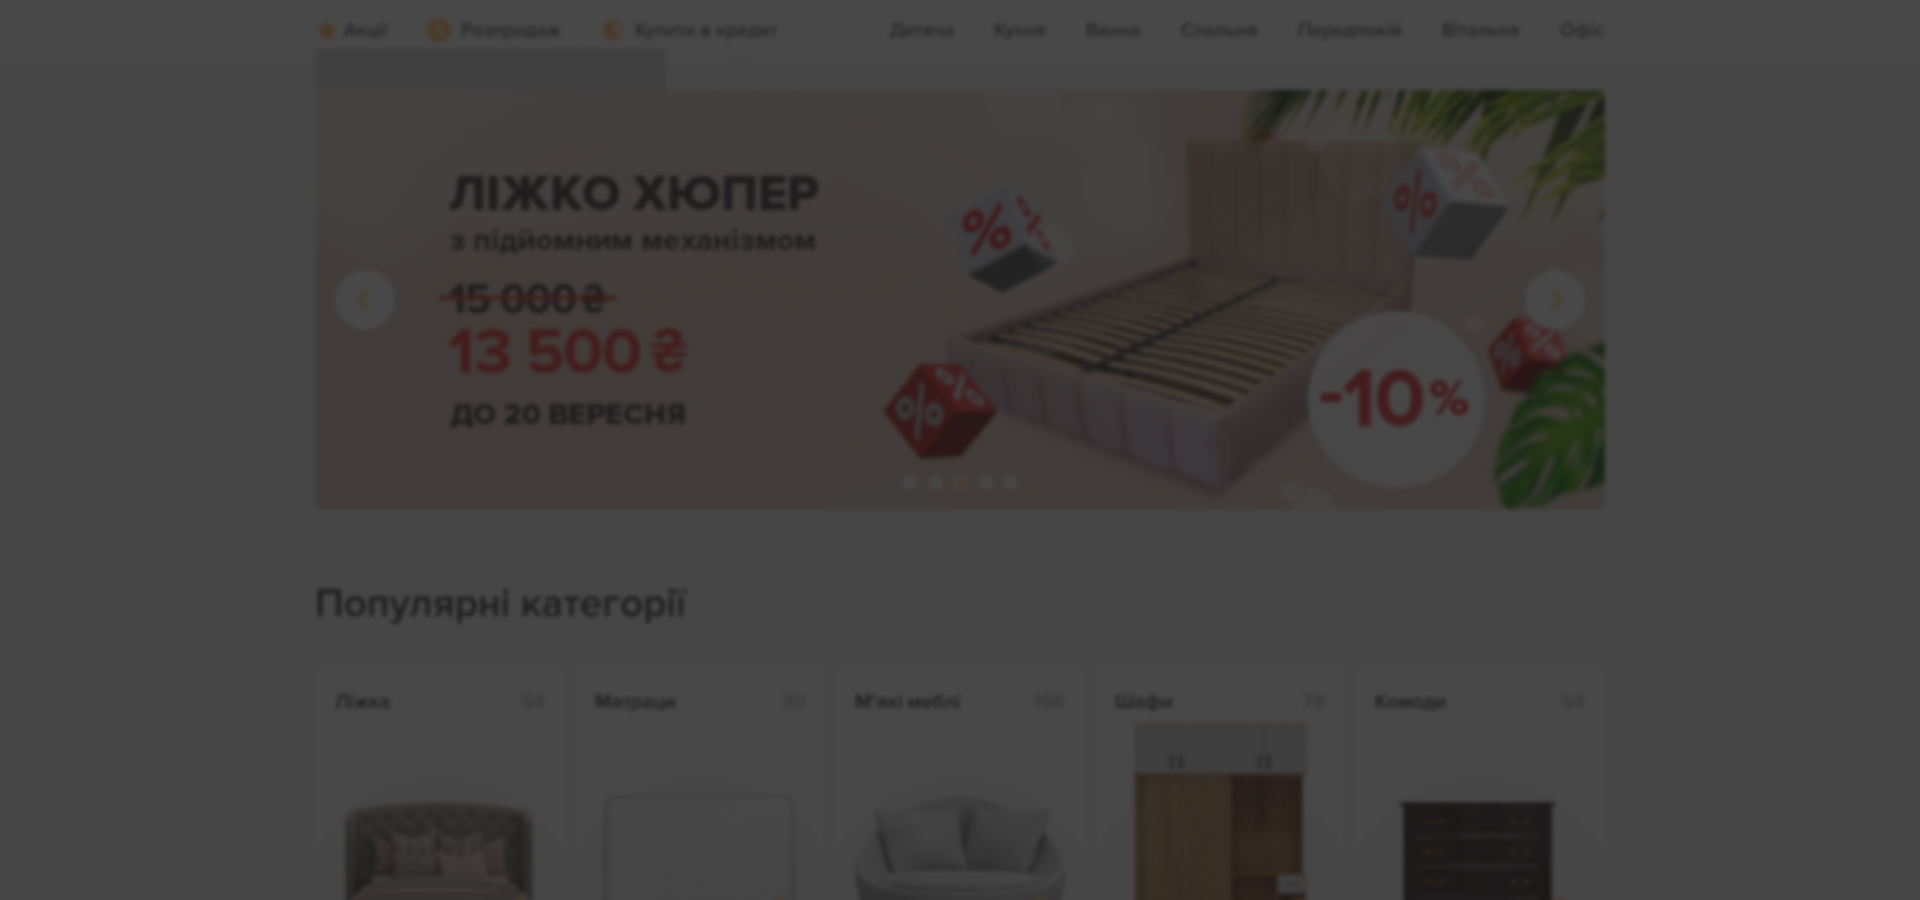 Акції Розпродаж Купити в кредит Дитяча Кухня Ванна Спальня Передпокій Вітальня Офіс
ЛІЖКО ХЮПЕР
з підйомним механізмом
15 000 ₴
13 500 ₴
ДО 20 ВЕРЕСНЯ
% %
% %
% %
% %
-10%
Популярні категорії
Ліжка 54 Матраци 30 М'які меблі 196 Шафи 79 Комоди 54